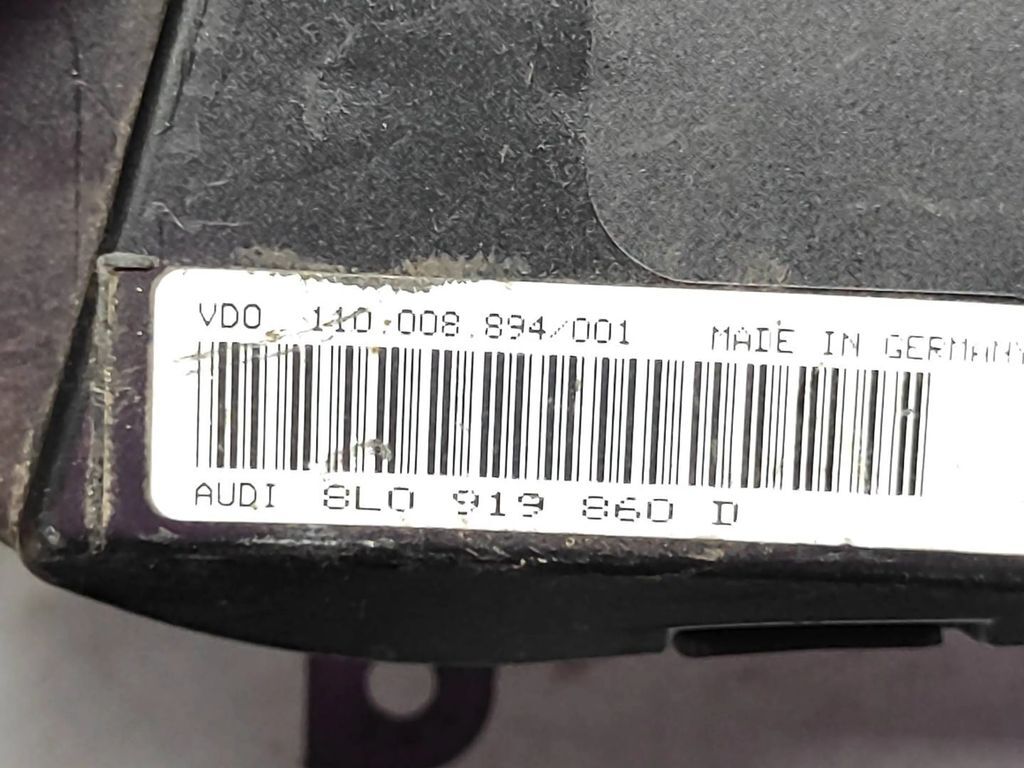 VDO 110.008.894/001 MADE IN GERMANY
AUDI 8L0 919 860 D